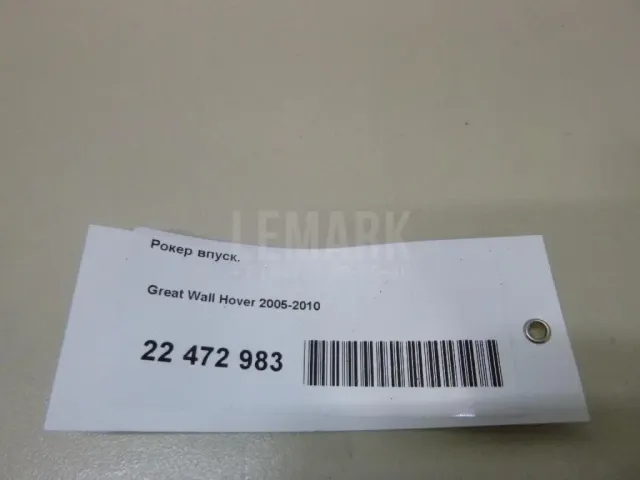 LEMARK
Рокер впуск.
Great Wall Hover 2005-2010
22 472 983